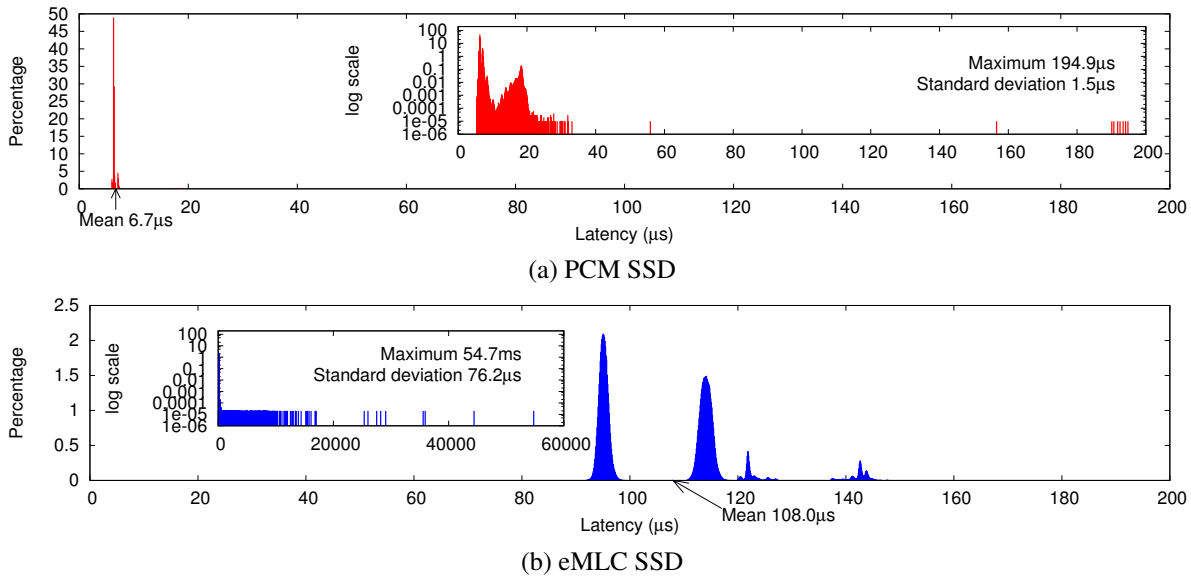 50
45
40
35
30
25
20
15
10
5
0
Percentage
0 20 40 60 80 100 120 140 160 180 200
Mean 6.7μs
Latency (μs)
log scale
100
10
0.1
0.01
0.001
0.0001
1e-05
1e-06
Maximum 194.9μs
Standard deviation 1.5μs
0 20 40 60 80 100 120 140 160 180 200
(a) PCM SSD
2.5
2
1.5
1
0.5
0
Percentage
0 20 40 60 80 100 120 140 160 180 200
Latency (μs)
Mean 108.0μs
log scale
100
10
1
0.1
0.01
0.001
0.0001
1e-05
1e-06
Maximum 54.7ms
Standard deviation 76.2μs
0 20000 40000 60000
(b) eMLC SSD